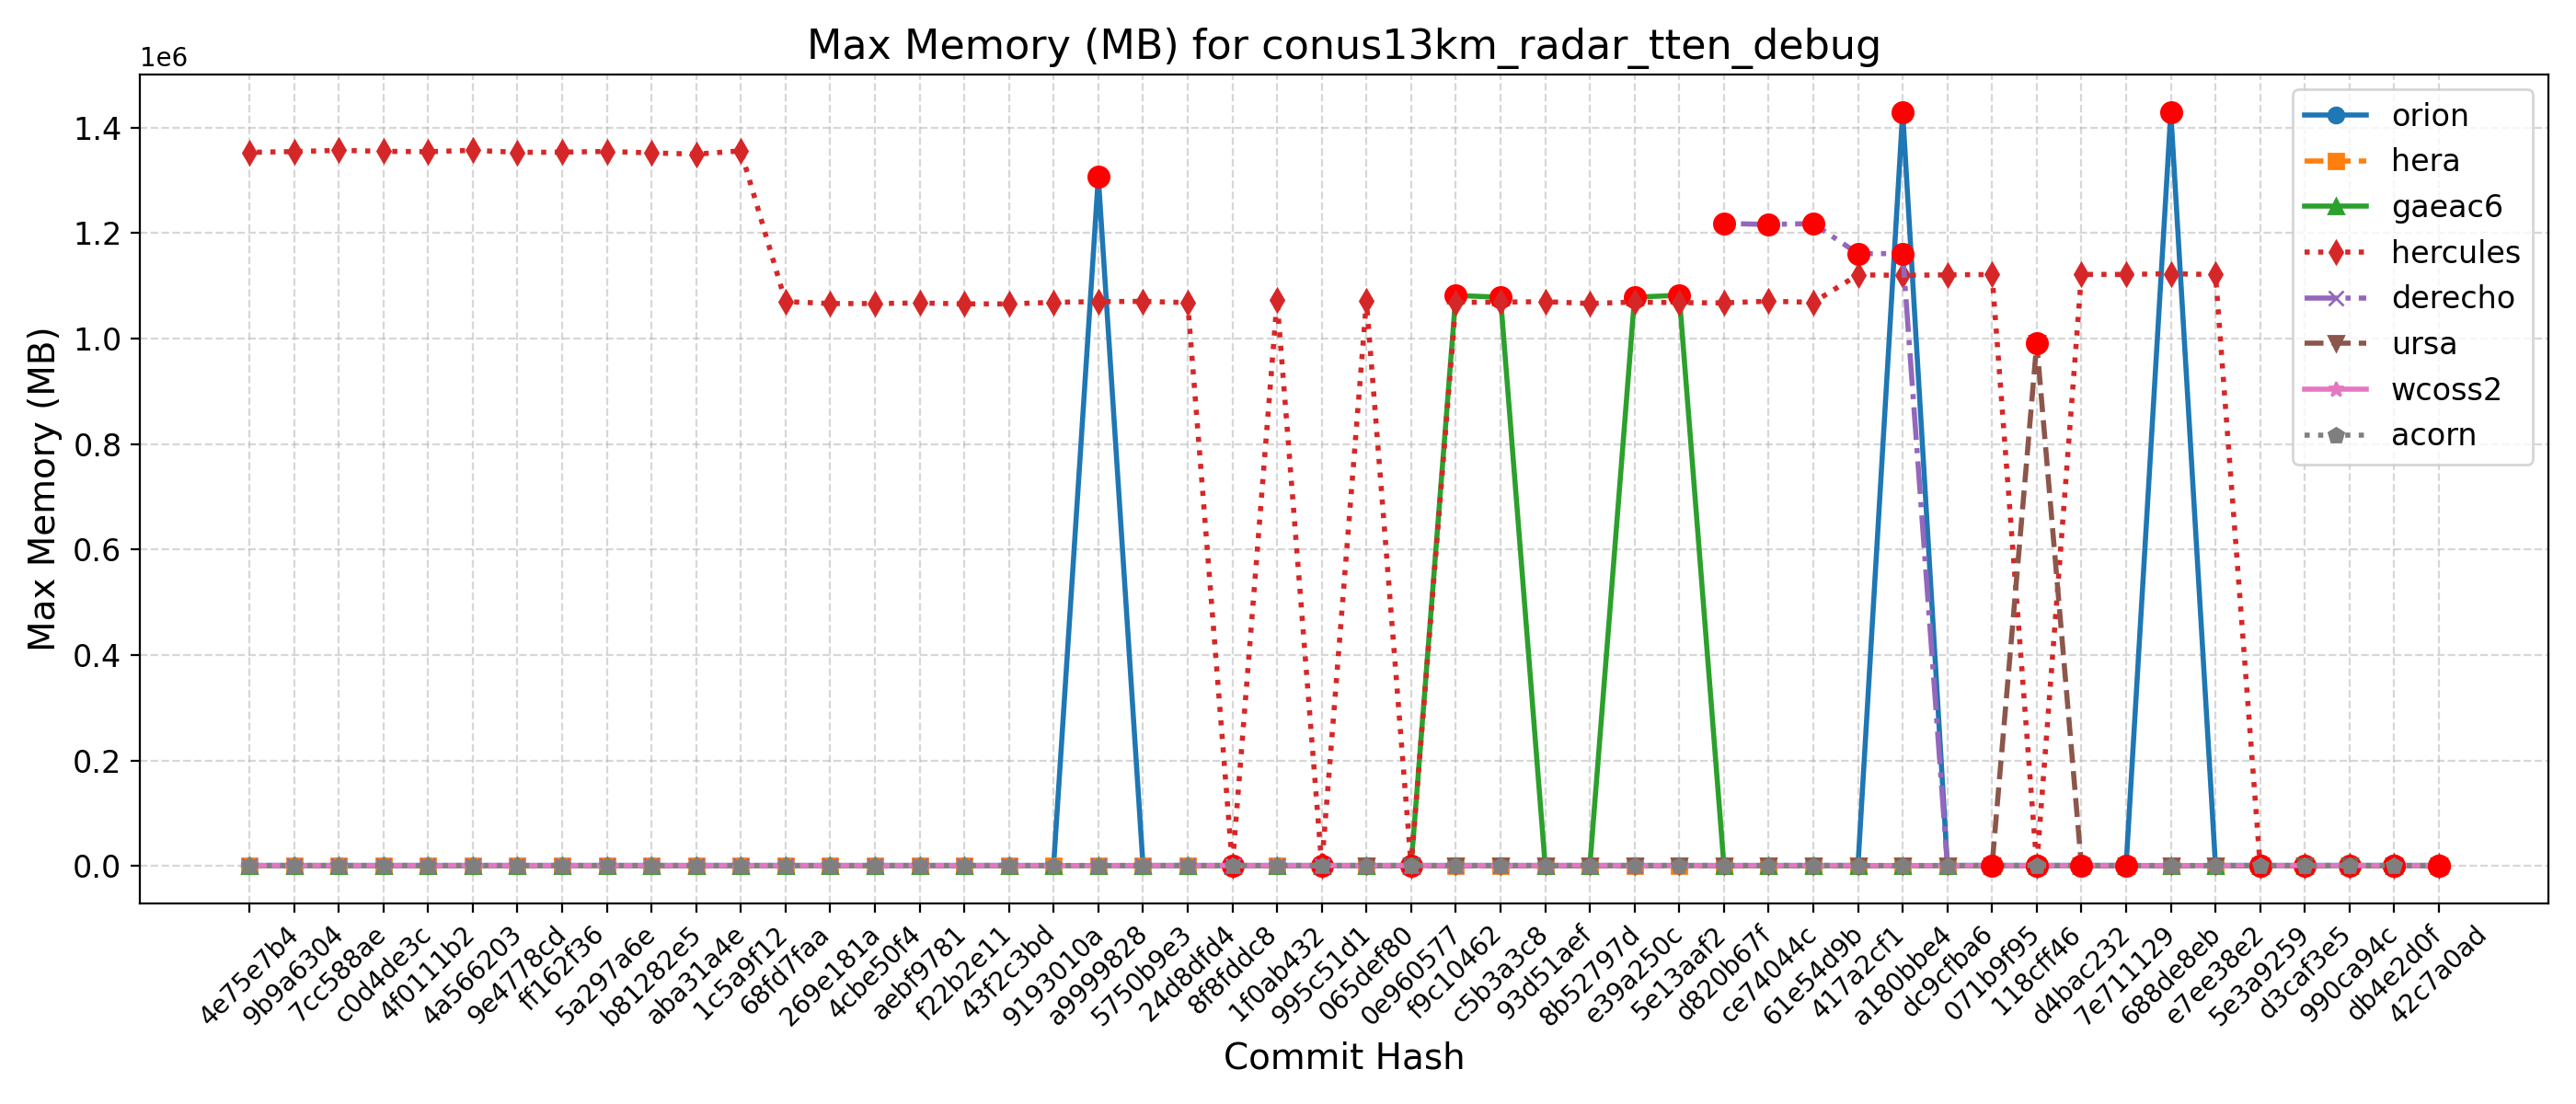 Max Memory (MB) for conus13km_radar_tten_debug
1e6
1.4
1.2
1.0
0.8
0.6
0.4
0.2
0.0
Max Memory (MB)
orion
hera
gaeac6
hercules
derecho
ursa
wcoss2
acorn
4e75e7b4
9b9a6304
7cc588ae
c0d4de3c
4f0111b2
4a566203
9e4778cd
ff162f36
5a297a6e
b81282e5
aba31a4e
1c5a9f12
68fd7faa
269e181a
4cbe50f4
aebf9781
f22b2e11
43f2c3bd
9193010a
a9999828
5750b9e3
24d8dfd4
8f8fddc8
1f0ab432
995c51d1
065def80
0e960577
f9c10462
c5b3a3c8
93d51aef
8b52797d
e39a250c
5e13aaf2
d820b67f
ce74044c
61e54d9b
417a2cf1
a180bbe4
dc9cfba6
071b9f95
118cff46
d4bac232
7e711129
688de8eb
e7ee38e2
5e3a9259
d3caf3e5
990ca94c
db4e2d0f
42c7a0ad
Commit Hash